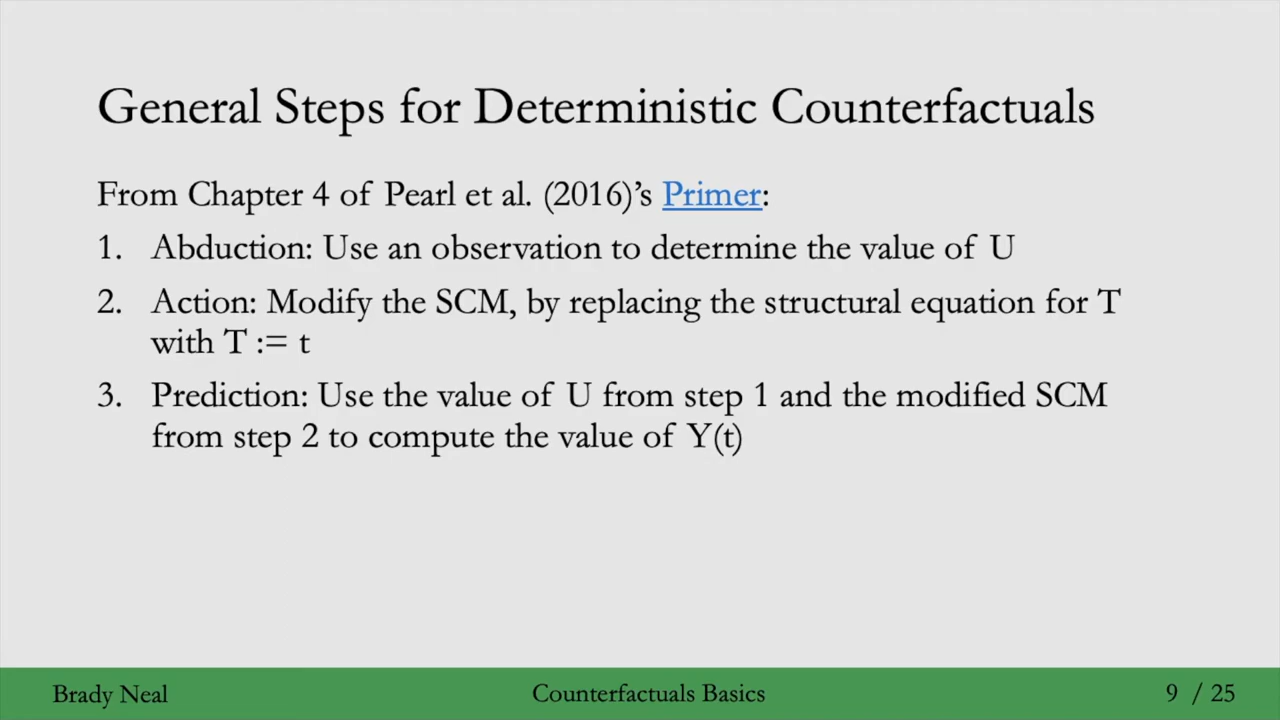 General Steps for Deterministic Counterfactuals
From Chapter 4 of Pearl et al. (2016)’s Primer:
1. Abduction: Use an observation to determine the value of U
2. Action: Modify the SCM, by replacing the structural equation for T
with T := t
3. Prediction: Use the value of U from step 1 and the modified SCM
from step 2 to compute the value of Y(t)
Brady Neal
Counterfactuals Basics
9 / 25